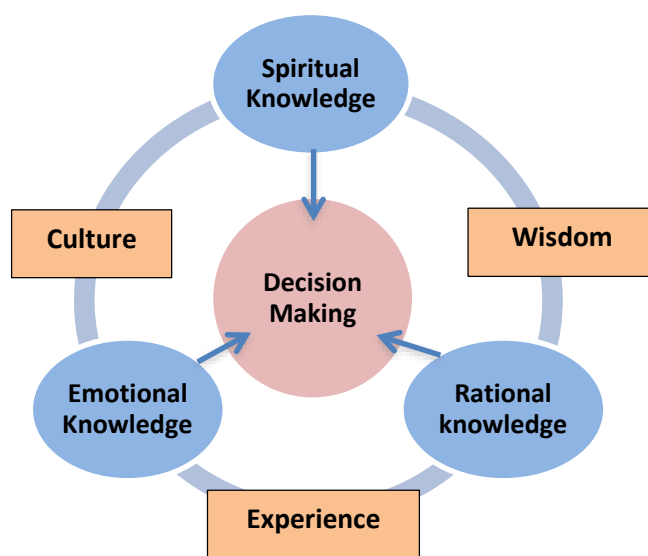 Spiritual
Knowledge
Culture
Wisdom
Decision
Making
Emotional
Knowledge
Rational
knowledge
Experience